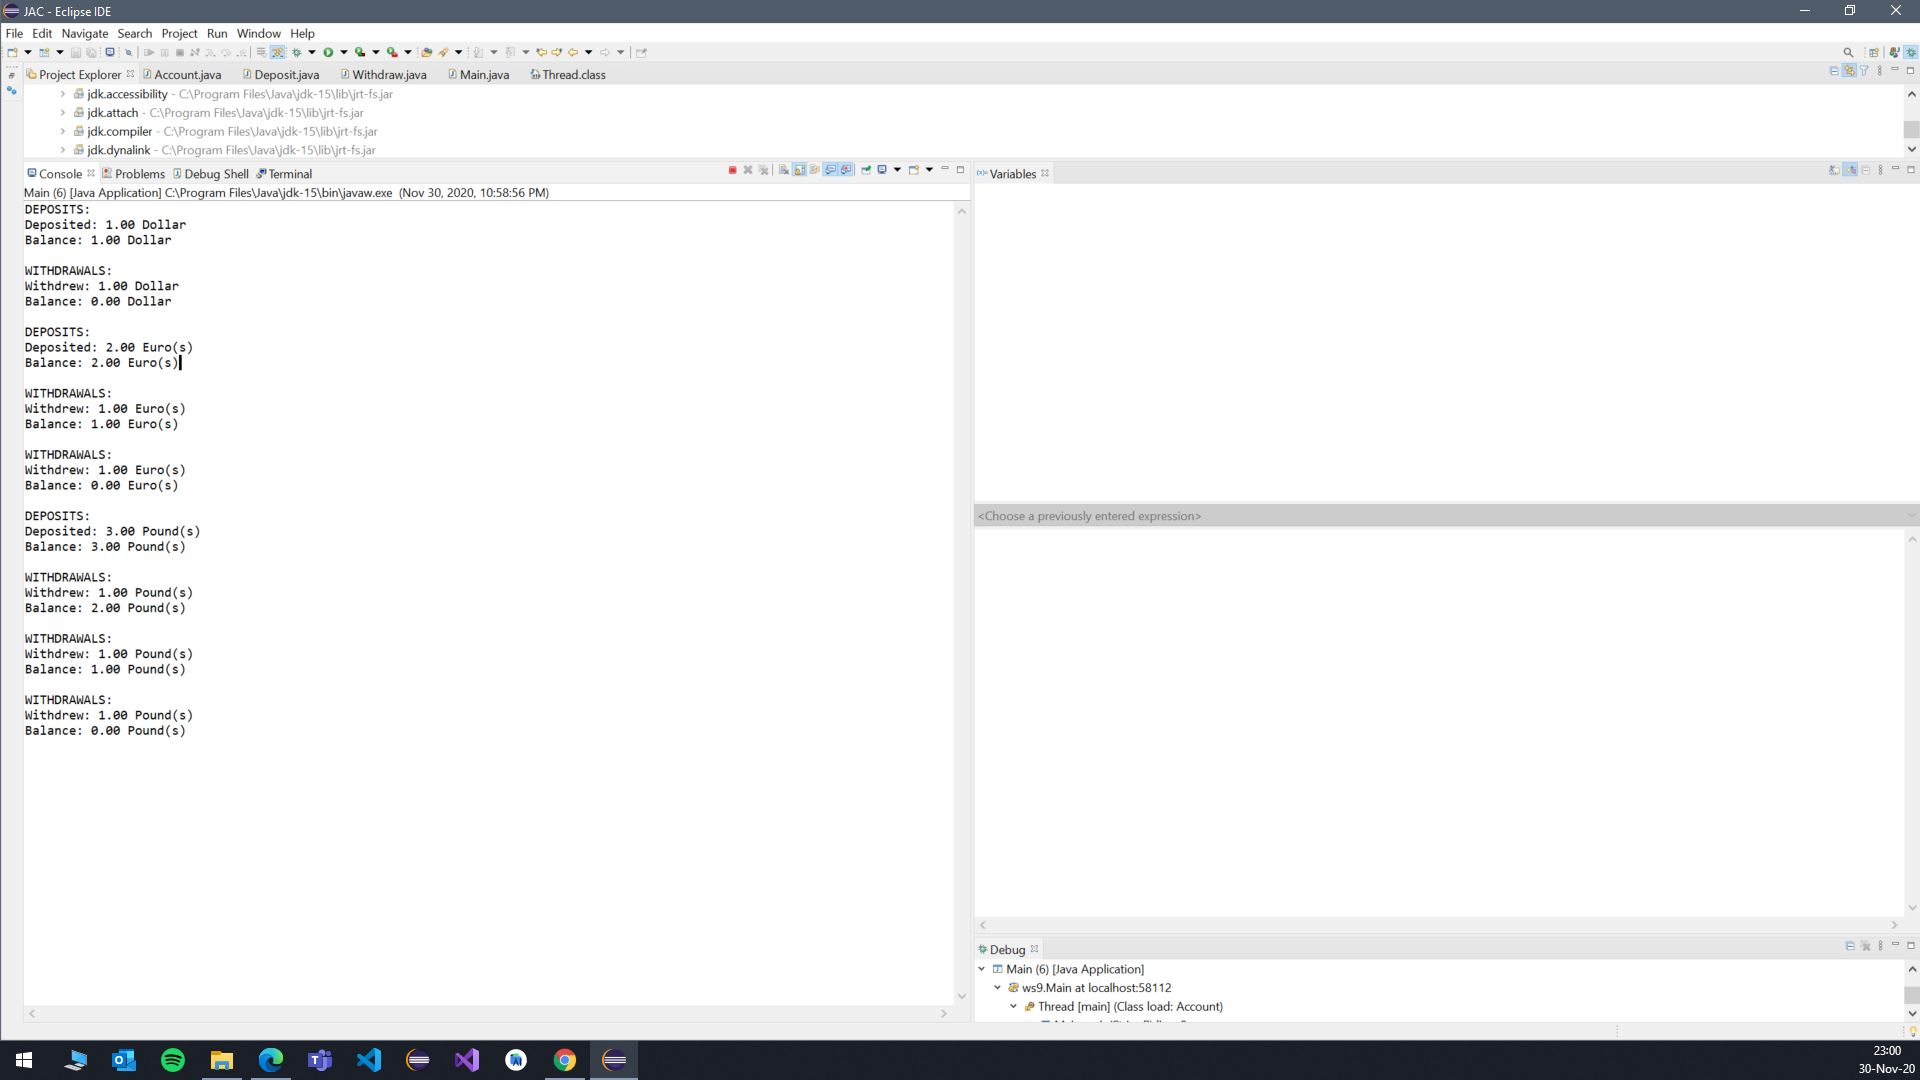 JAC - Eclipse IDE
File Edit Navigate Search Project Run Window Help
Project Explorer Account.java Deposit.java Withdraw.java Main.java Thread.class
jdk.accessibility - C:\Program Files\Java\jdk-15\lib\jrt-fs.jar
jdk.attach - C:\Program Files\Java\jdk-15\lib\jrt-fs.jar
jdk.compiler - C:\Program Files\Java\jdk-15\lib\jrt-fs.jar
jdk.dynalink - C:\Program Files\Java\jdk-15\lib\jrt-fs.jar
Console Problems Debug Shell Terminal
Main (6) [Java Application] C:\Program Files\Java\jdk-15\bin\javaw.exe (Nov 30, 2020, 10:58:56 PM)
DEPOSITS:
Deposited: 1.00 Dollar
Balance: 1.00 Dollar
WITHDRAWALS:
Withdrew: 1.00 Dollar
Balance: 0.00 Dollar
DEPOSITS:
Deposited: 2.00 Euro(s)
Balance: 2.00 Euro(s)
WITHDRAWALS:
Withdrew: 1.00 Euro(s)
Balance: 1.00 Euro(s)
WITHDRAWALS:
Withdrew: 1.00 Euro(s)
Balance: 0.00 Euro(s)
DEPOSITS:
Deposited: 3.00 Pound(s)
Balance: 3.00 Pound(s)
WITHDRAWALS:
Withdrew: 1.00 Pound(s)
Balance: 2.00 Pound(s)
WITHDRAWALS:
Withdrew: 1.00 Pound(s)
Balance: 1.00 Pound(s)
WITHDRAWALS:
Withdrew: 1.00 Pound(s)
Balance: 0.00 Pound(s)
Variables
<Choose a previously entered expression>
Debug
Main (6) [Java Application]
ws9.Main at localhost:58112
Thread [main] (Class load: Account)
23:00
30-Nov-20